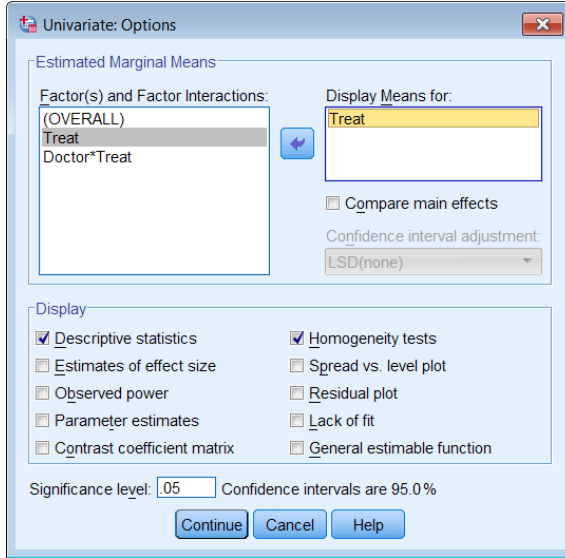 Univariate: Options
Estimated Marginal Means
Factor(s) and Factor Interactions:
(OVERALL)
Treat
Doctor*Treat
Display Means for:
Treat
Compare main effects
Confidence interval adjustment:
LSD(none)
Display
Descriptive statistics
Homogeneity tests
Estimates of effect size
Spread vs. level plot
Observed power
Residual plot
Parameter estimates
Lack of fit
Contrast coefficient matrix
General estimable function
Significance level: .05 Confidence intervals are 95.0%
Continue Cancel Help